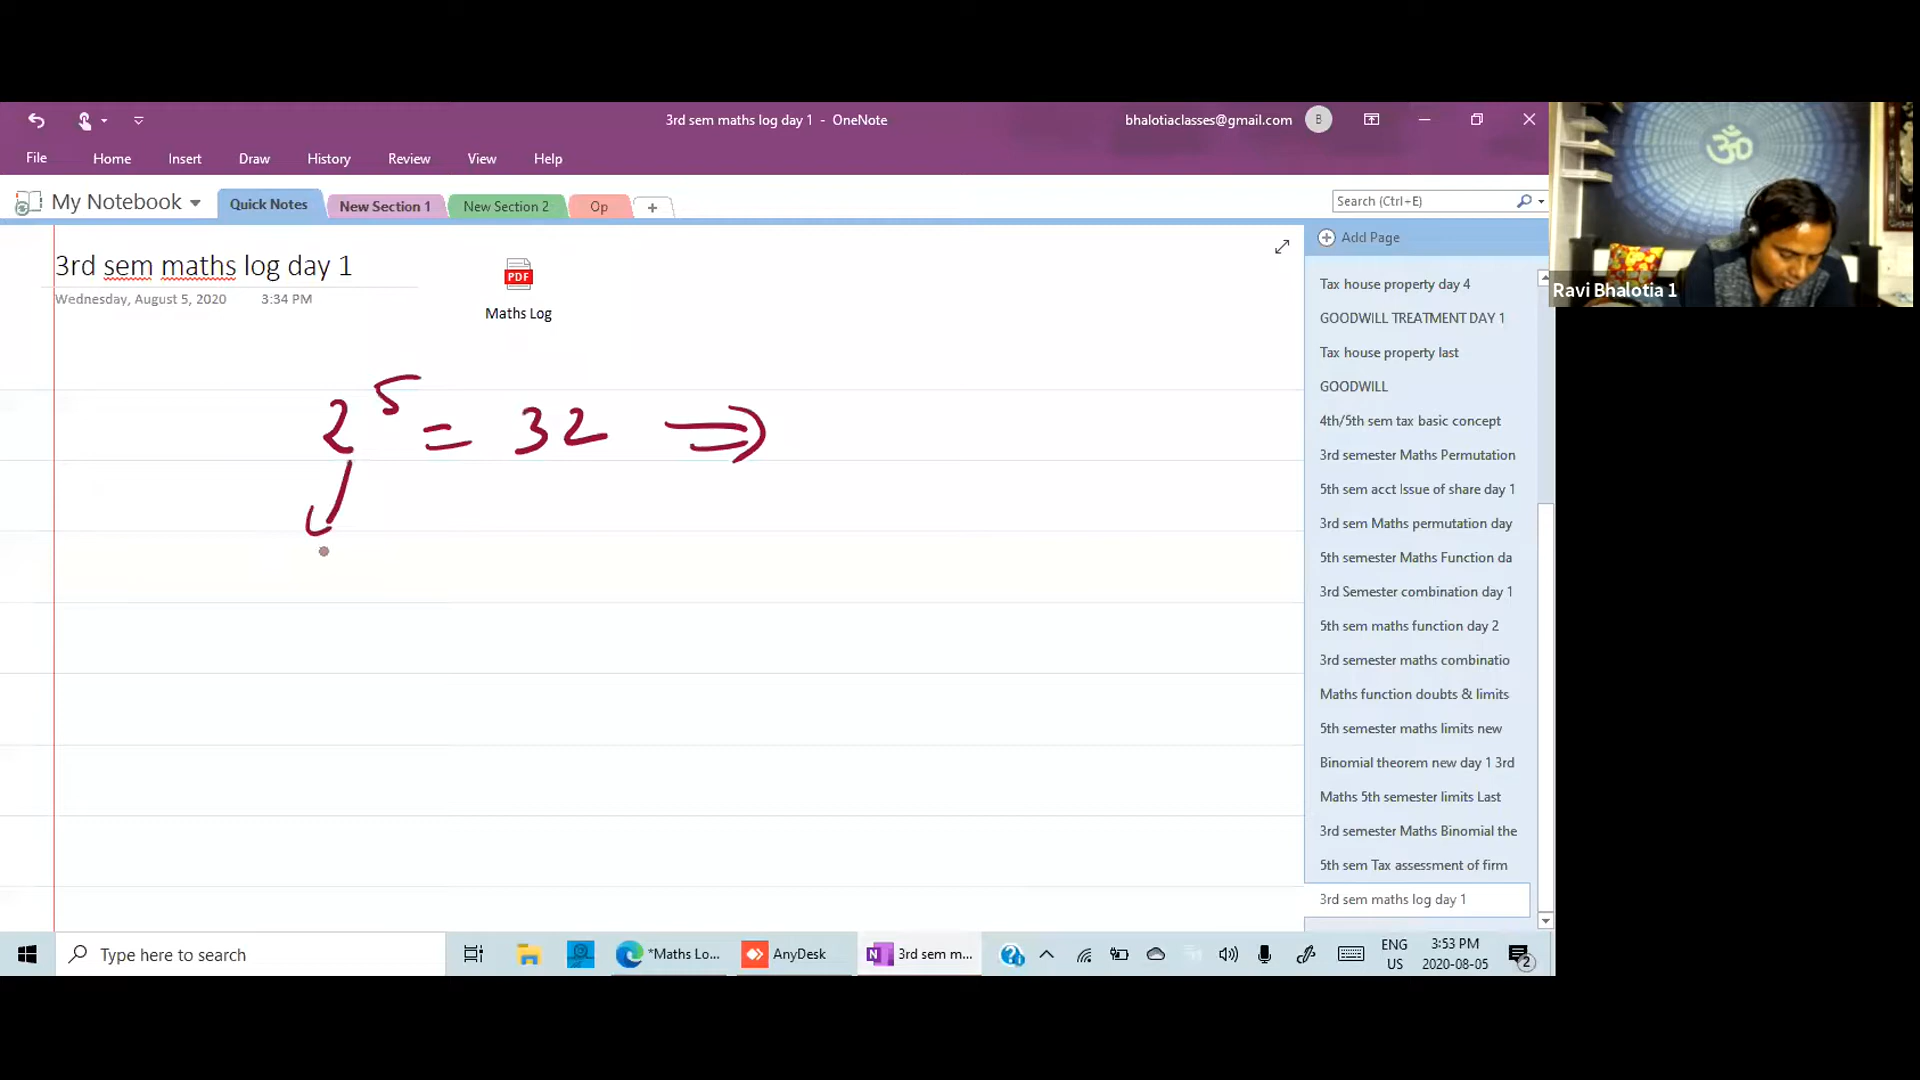 3rd sem maths log day 1 - OneNote
bhalotiaclasses@gmail.com
B
File Home Insert Draw History Review View Help
My Notebook
Quick Notes
New Section 1
New Section 2
Op
Search (Ctrl+E)
Ravi Bhalotia 1
3rd sem maths log day 1
Wednesday, August 5, 2020 3:34 PM
PDF
Maths Log
2⁵ = 32 ⇒
Add Page
Tax house property day 4
GOODWILL TREATMENT DAY 1
Tax house property last
GOODWILL
4th/5th sem tax basic concept
3rd semester Maths Permutation
5th sem acct Issue of share day 1
3rd sem Maths permutation day
5th semester Maths Function da
3rd Semester combination day 1
5th sem maths function day 2
3rd semester maths combinatio
Maths function doubts & limits
5th semester maths limits new
Binomial theorem new day 1 3rd
Maths 5th semester limits Last
3rd semester Maths Binomial the
5th sem Tax assessment of firm
3rd sem maths log day 1
Type here to search
*Maths Lo...
AnyDesk
N
3rd sem m...
ENG
US
3:53 PM
2020-08-05
2